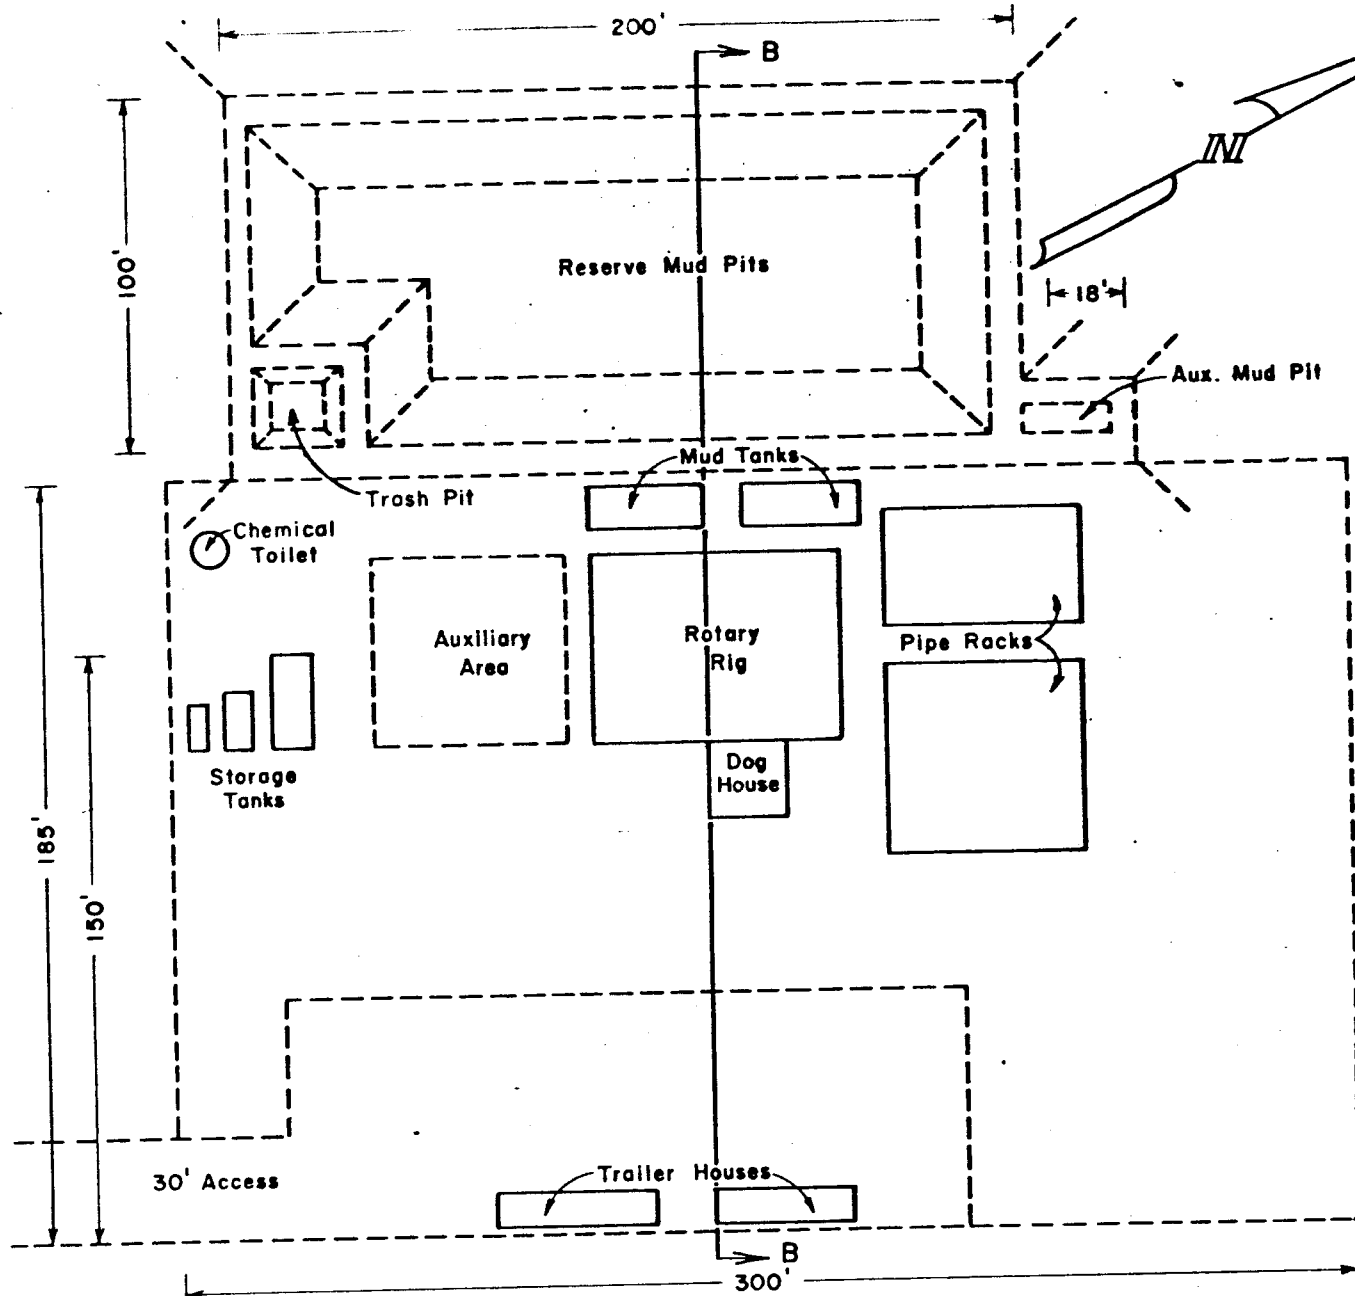 200'
B
N
100'
Reserve Mud Pits
18'
Aux. Mud Pit
Mud Tanks
Trash Pit
Chemical
Toilet
Auxiliary
Area
Rotary
Rig
Pipe Racks
Dog
House
Storage
Tanks
185'
150'
30' Access
Trailer Houses
B
300'